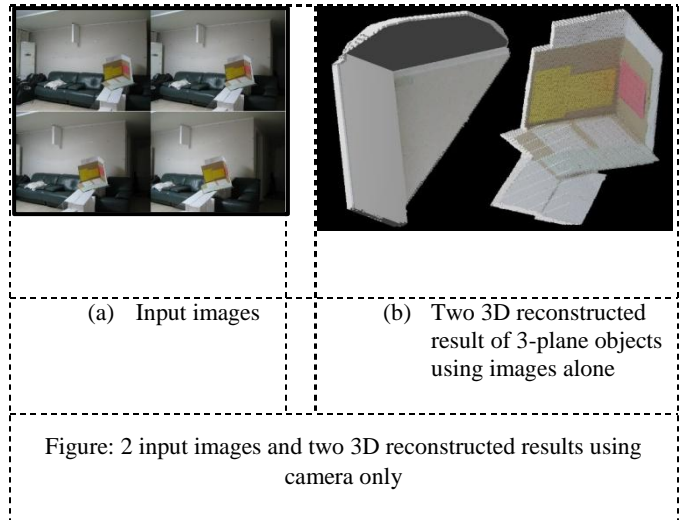 (a) Input images
(b) Two 3D reconstructed
result of 3-plane objects
using images alone
Figure: 2 input images and two 3D reconstructed results using
camera only